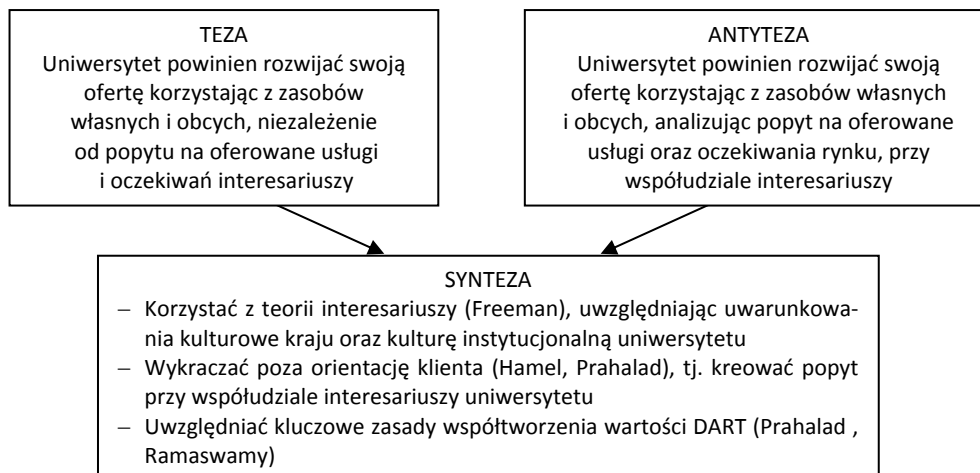 TEZA
Uniwersytet powinien rozwijać swoją
ofertę korzystając z zasobów
własnych i obcych, niezależenie
od popytu na oferowane usługi
i oczekiwań interesariuszy
ANTYTEZA
Uniwersytet powinien rozwijać swoją
ofertę korzystając z zasobów własnych
i obcych, analizując popyt na oferowane
usługi oraz oczekiwania rynku, przy
współudziale interesariuszy
SYNTEZA
– Korzystać z teorii interesariuszy (Freeman), uwzględniając uwarunkowa-
nia kulturowe kraju oraz kulturę instytucjonalną uniwersytetu
– Wykraczać poza orientację klienta (Hamel, Prahalad), tj. kreować popyt
przy współudziale interesariuszy uniwersytetu
– Uwzględniać kluczowe zasady współtworzenia wartości DART (Prahalad ,
Ramaswamy)